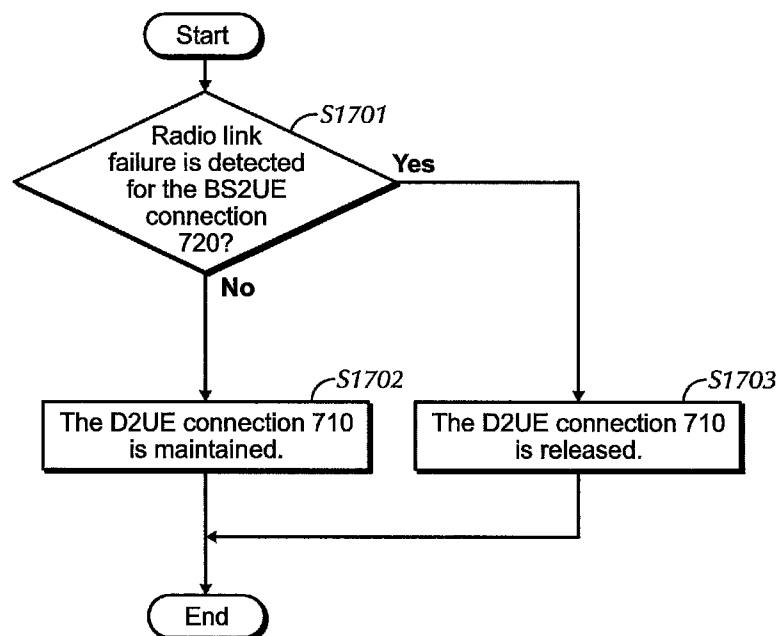 Start
S1701
Radio link
failure is detected
for the BS2UE
connection
720?
Yes
No
S1702
S1703
The D2UE connection 710
is maintained.
The D2UE connection 710
is released.
End